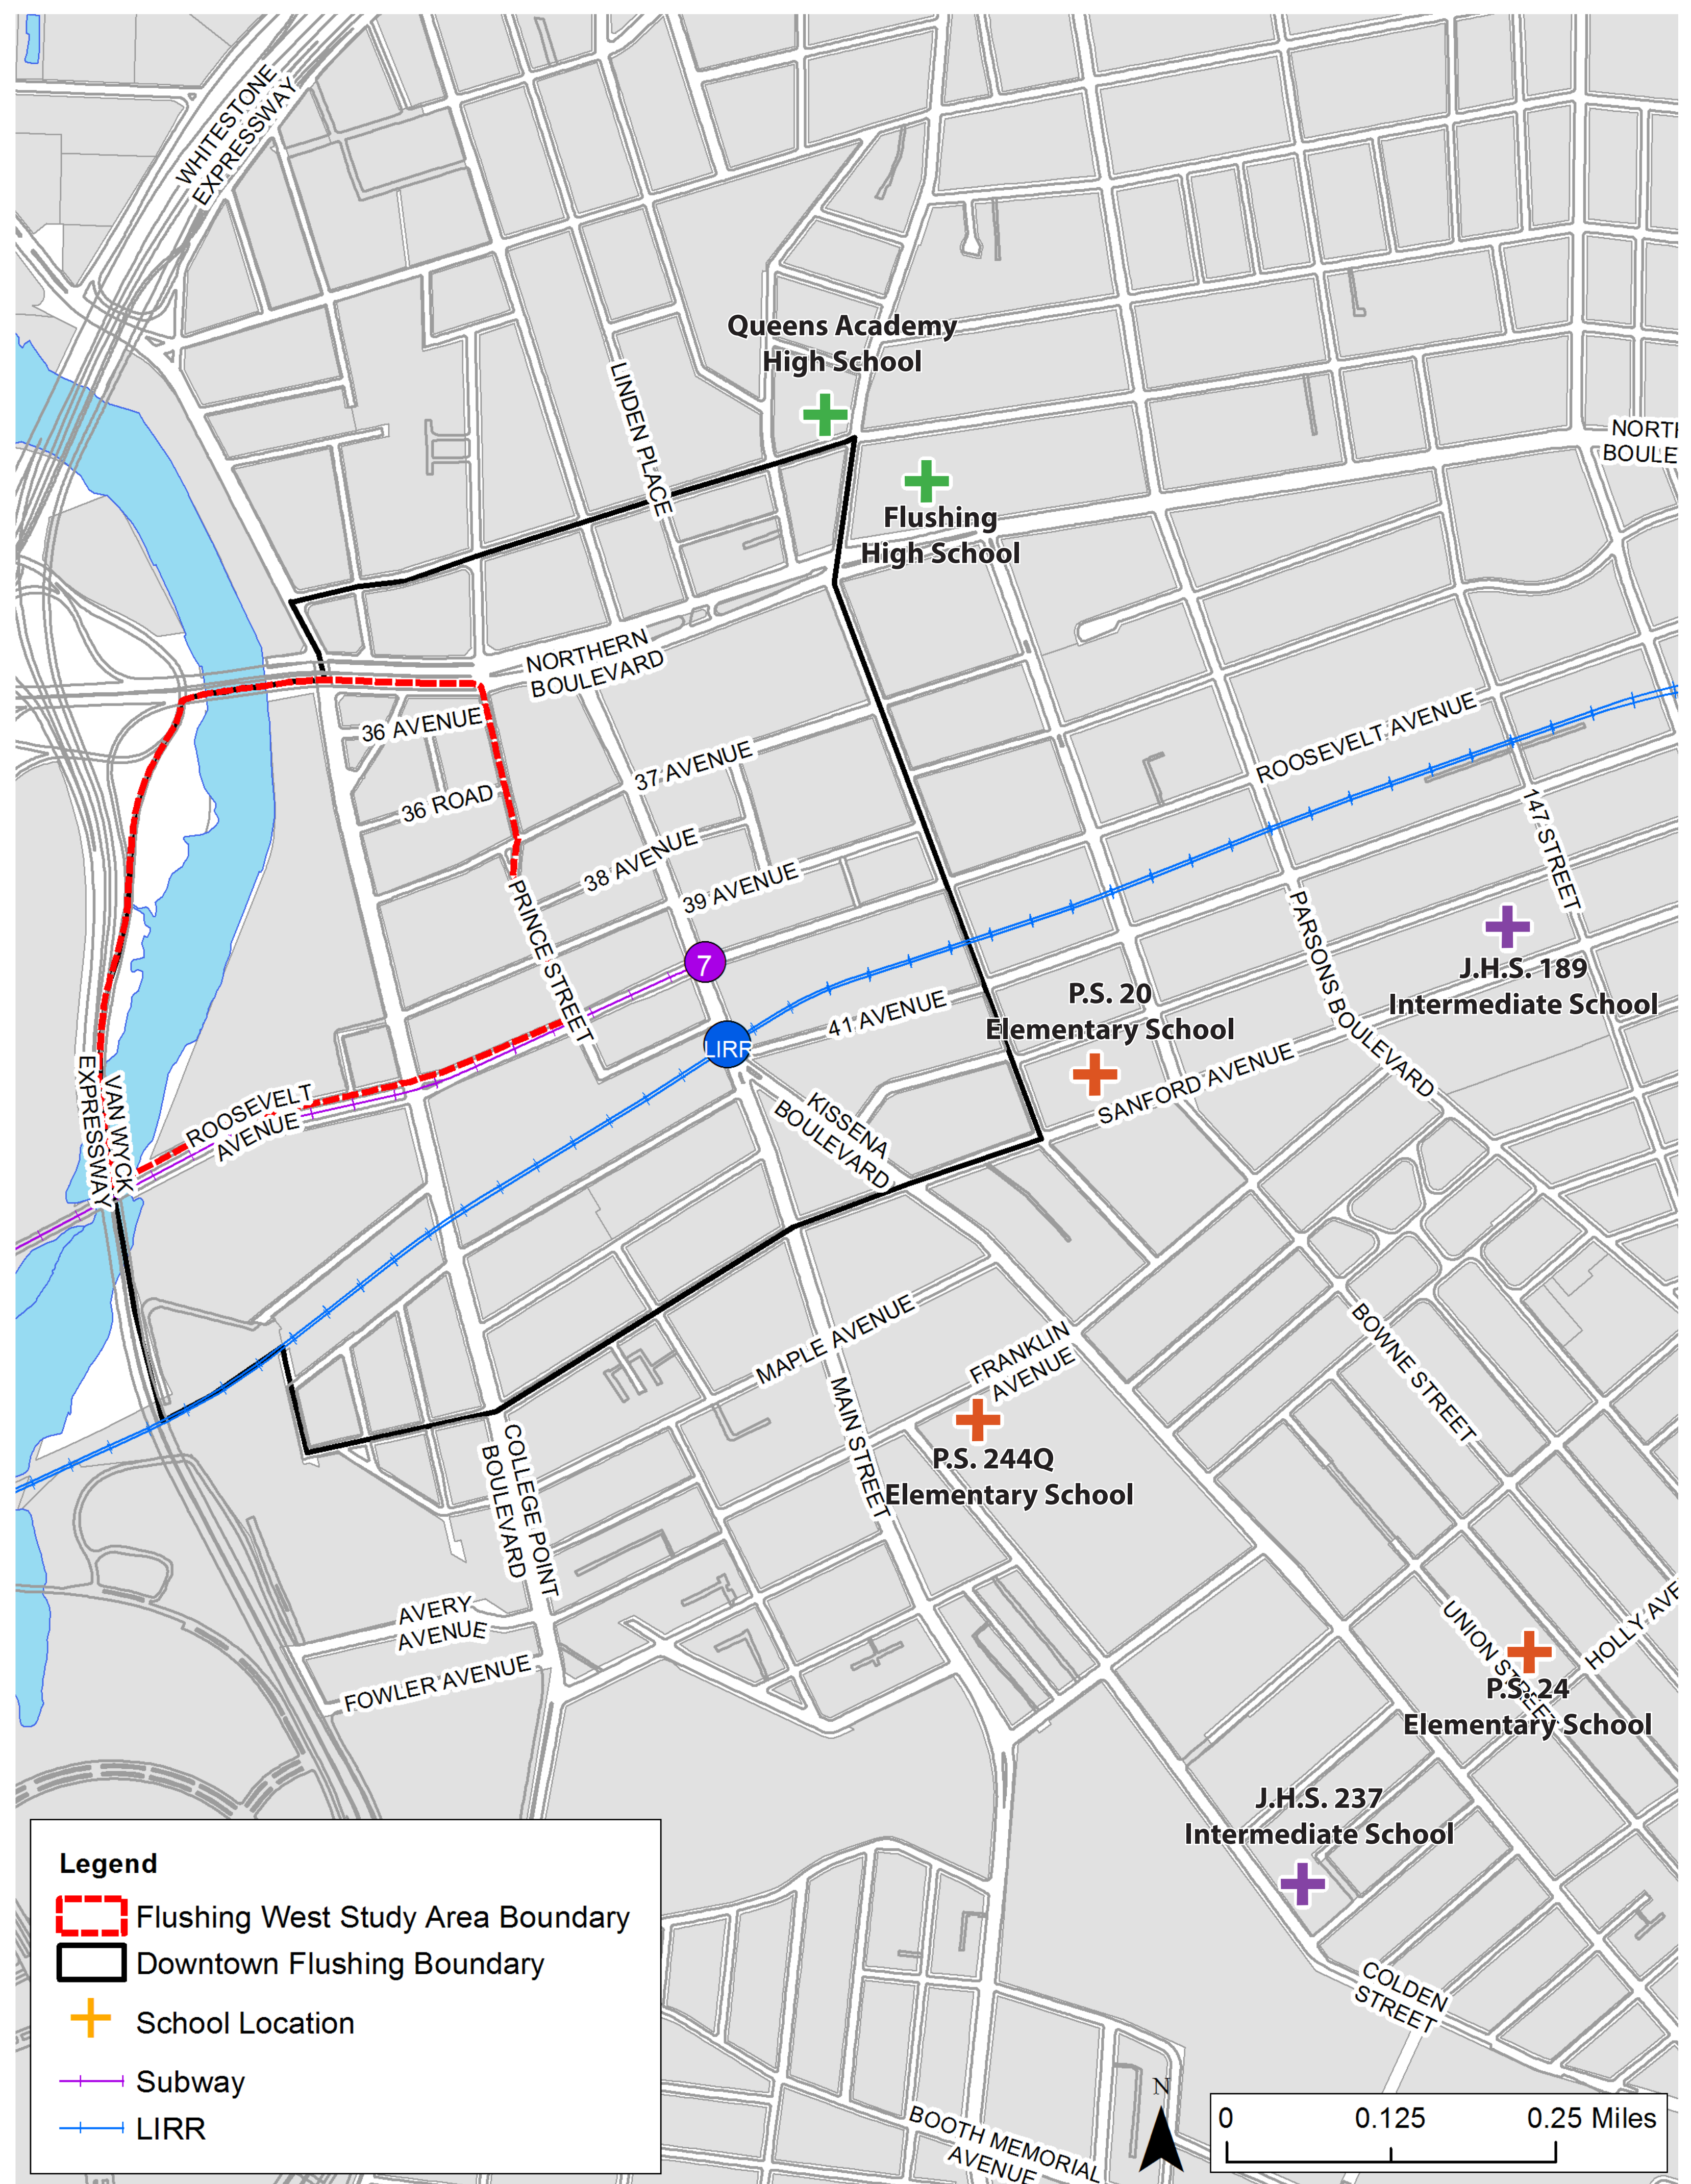 WHITESTONE
EXPRESSWAY
Queens Academy
High School
LINDEN PLACE
NORTH
BOULE
Flushing
High School
NORTHERN
BOULEVARD
36 AVENUE
37 AVENUE
ROOSEVELT AVENUE
36 ROAD
147 STREET
38 AVENUE
39 AVENUE
PRINCE STREET
PARSONS BOULEVARD
7
J.H.S. 189
Intermediate School
P.S. 20
Elementary School
41 AVENUE
LIRR
SANFORD AVENUE
VAN WYCK
EXPRESSWAY
ROOSEVELT
AVENUE
KISSENA
BOULEVARD
MAPLE AVENUE
FRANKLIN
AVENUE
BOWNE STREET
MAIN STREET
COLLEGE POINT
BOULEVARD
P.S. 244Q
Elementary School
AVERY
AVENUE
FOWLER AVENUE
UNION STREET
HOLLY AVE
P.S. 24
Elementary School
J.H.S. 237
Intermediate School
COLDEN
STREET
BOOTH MEMORIAL
AVENUE
Legend
Flushing West Study Area Boundary
Downtown Flushing Boundary
School Location
Subway
LIRR
N
0 0.125 0.25 Miles